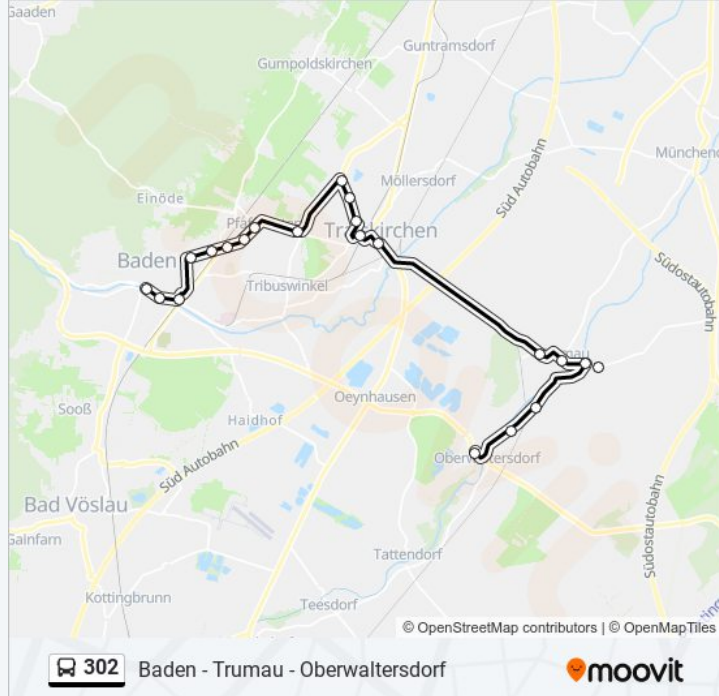 Gaaden
Guntramsdorf
Gumpoldskirchen
Münchend
Möllersdorf
Süd Autobahn
Einöde
Pfaf
Traiskirchen
Baden
Südostautobahn
Tribuswinkel
Oeynhausen
Sooß
Haidhof
Süd Autobahn
Oberwaltersdorf
Bad Vöslau
Südostautobahn
Gainfarn
Tattendorf
Kottingbrunn
Teesdorf
© OpenStreetMap contributors | © OpenMapTiles
302 Baden - Trumau - Oberwaltersdorf
moovit